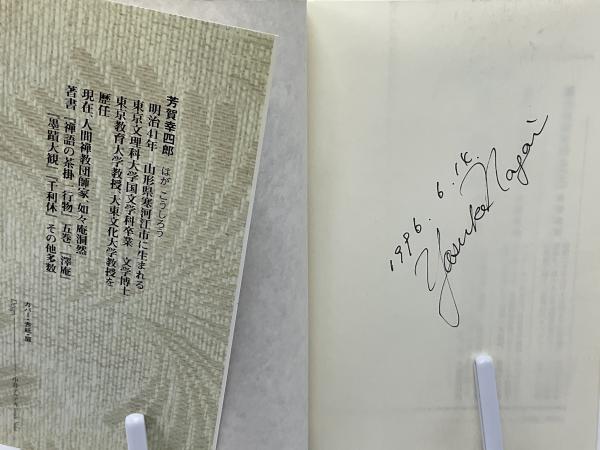 芳賀幸四郎 はが こうしろう
明治41年 山形県寒河江市に生まれる
東京文理科大学国文学科卒業 文学博士
東京教育大学教授、大東文化大学教授を
歴任
現在、人間禅教団師家、如々庵洞然
著書「禅語の茶掛 一行物」五巻、「澤庵」
「墨蹟大観」「千利休」その他多数
1996. 6. 14.
Yosuke Nagai